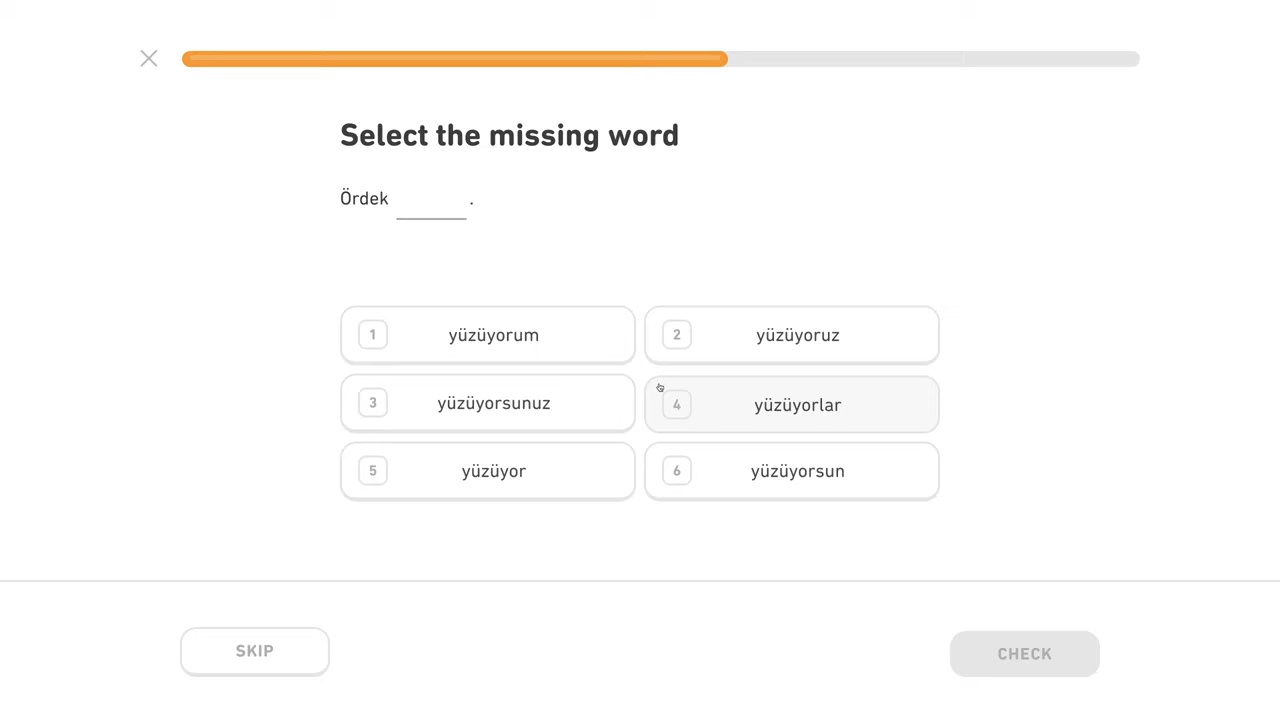 Select the missing word
Ördek ______ .
1 yüzüyorum
2 yüzüyoruz
3 yüzüyorsunuz
4 yüzüyorlar
5 yüzüyor
6 yüzüyorsun
SKIP
CHECK